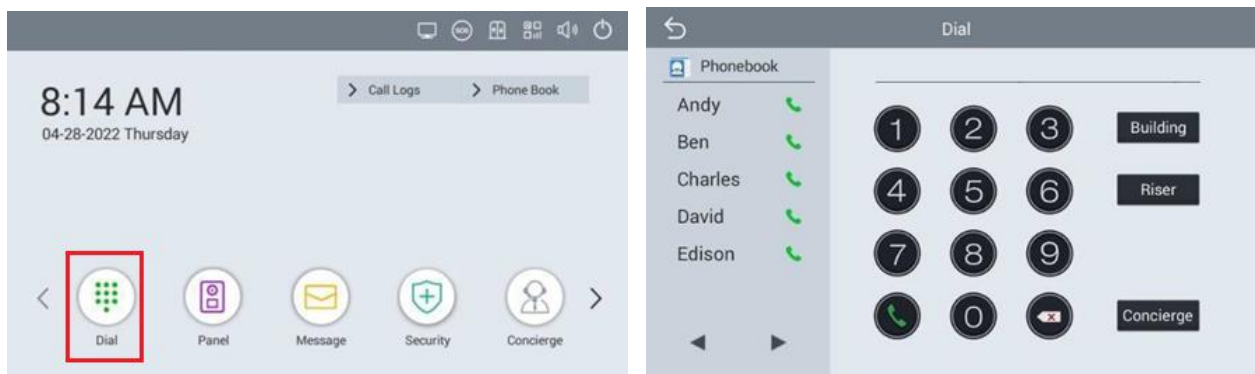 SOS
8:14 AM
04-28-2022 Thursday
> Call Logs > Phone Book
< Dial Panel Message Security Concierge >
Dial
Phonebook
Andy
Ben
Charles
David
Edison
1 2 3 Building
4 5 6 Riser
7 8 9
0 Concierge